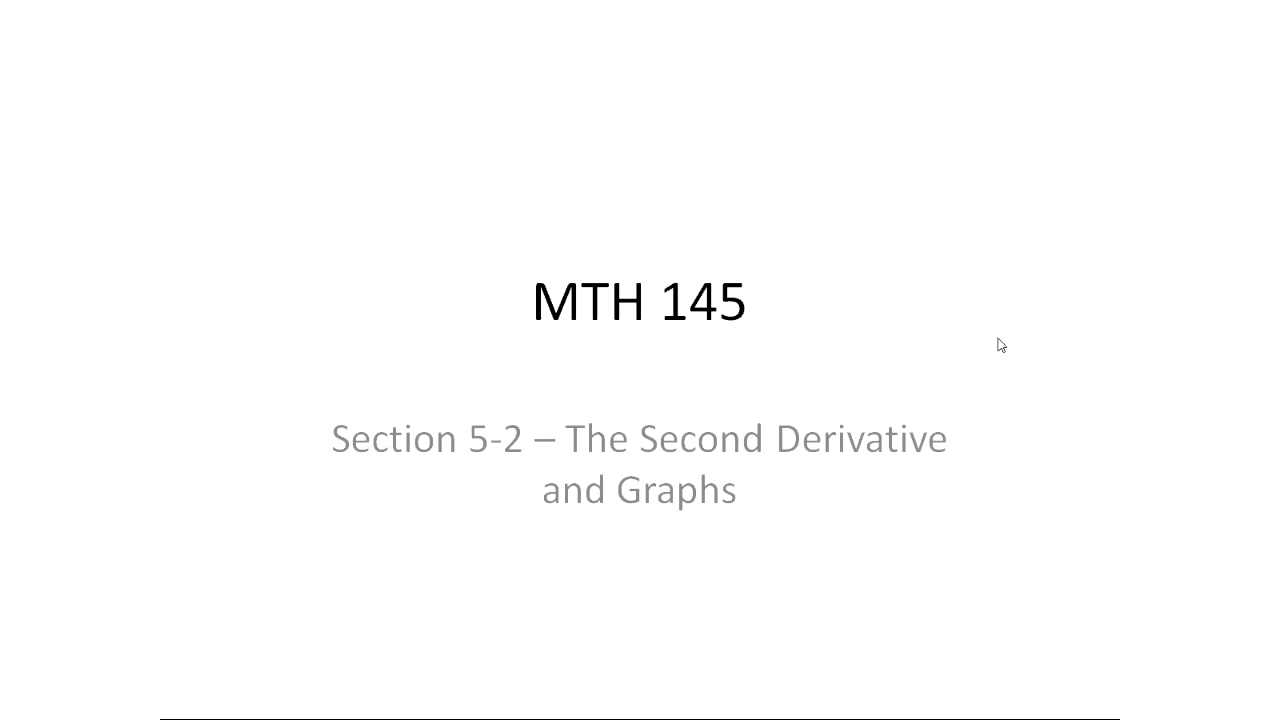 MTH 145
Section 5-2 – The Second Derivative
and Graphs